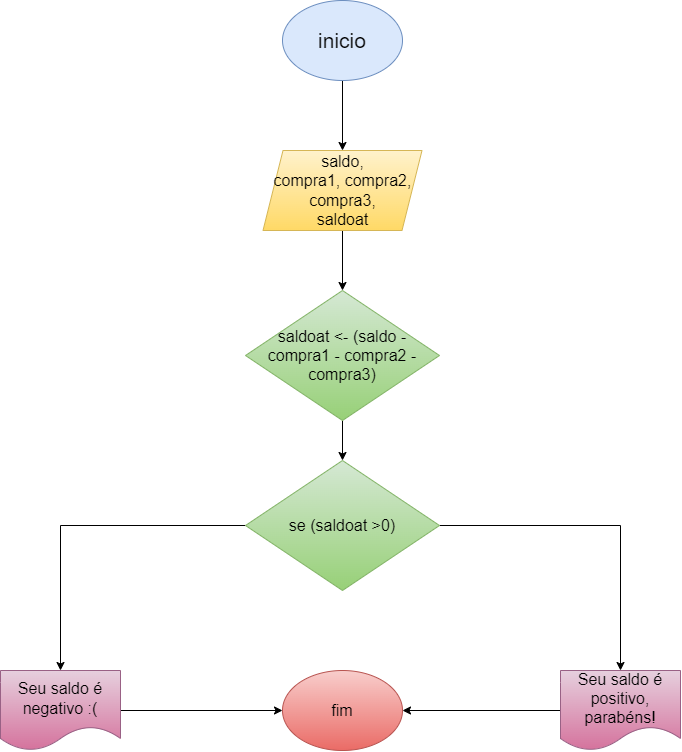 inicio
saldo,
compra1, compra2,
compra3,
saldoat
saldoat <- (saldo -
compra1 - compra2 -
compra3)
se (saldoat >0)
Seu saldo é
negativo :(
fim
Seu saldo é
positivo,
parabéns!